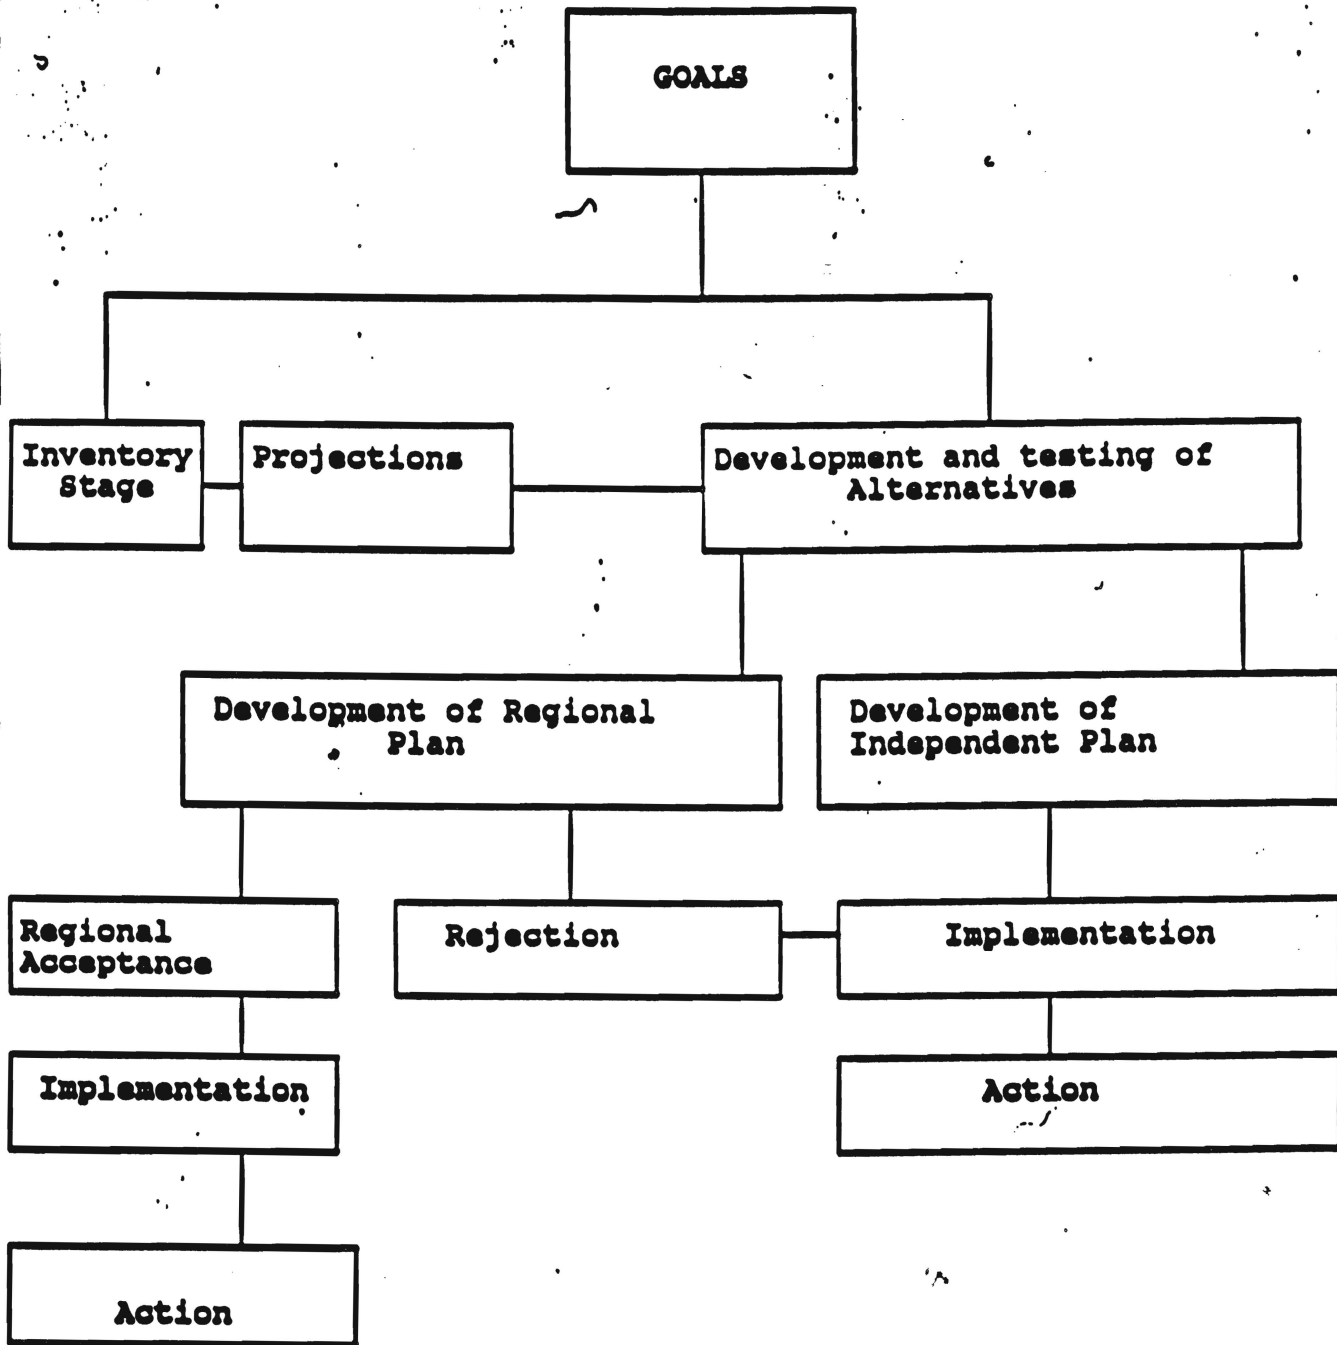 GOALS
Inventory
Stage
Projections
Development and testing of
Alternatives
Development of Regional
Plan
Development of
Independent Plan
Regional
Acceptance
Rejection
Implementation
Implementation
Action
Action